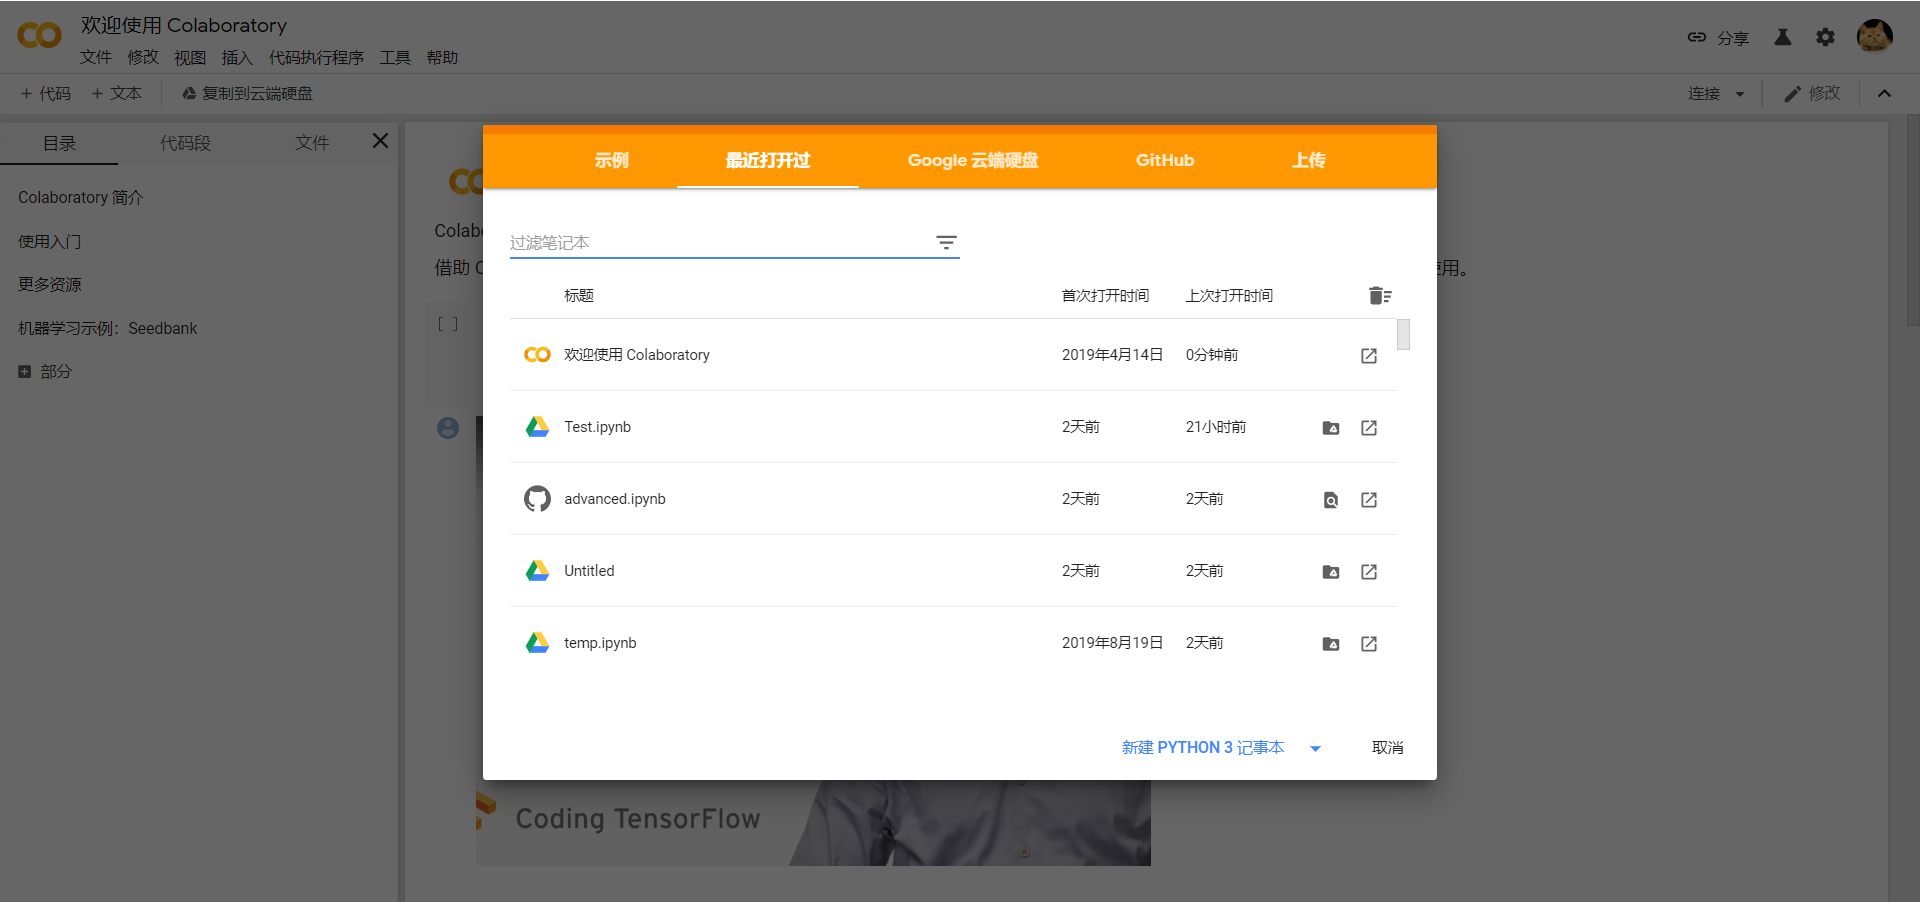 欢迎使用 Colaboratory
文件 修改 视图 插入 代码执行程序 工具 帮助
分享
+ 代码 + 文本 复制到云端硬盘
连接 修改
目录 代码段 文件
Colaboratory 简介
使用入门
更多资源
机器学习示例：Seedbank
部分
借助
使用。
[ ]
示例 最近打开过 Google 云端硬盘 GitHub 上传
过滤笔记本
标题 首次打开时间 上次打开时间
欢迎使用 Colaboratory 2019年4月14日 0分钟前
Test.ipynb 2天前 21小时前
advanced.ipynb 2天前 2天前
Untitled 2天前 2天前
temp.ipynb 2019年8月19日 2天前
新建 PYTHON 3 记事本 取消
Coding TensorFlow